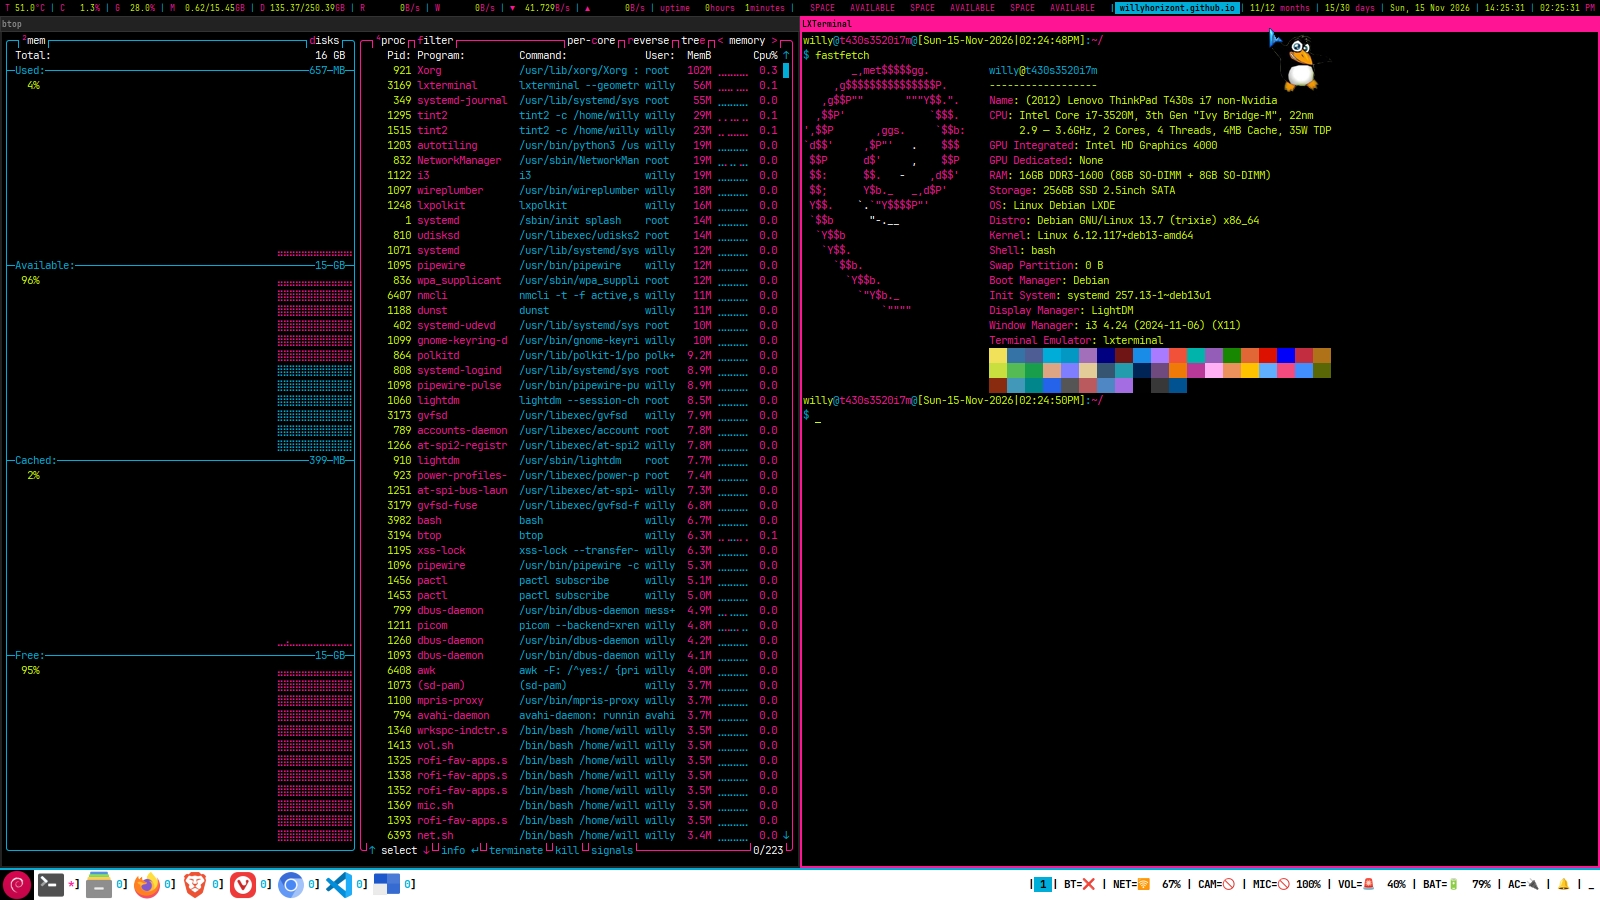 T 51.0°C | C 1.3% | G 28.0% | M 0.62/15.45GB | D 135.37/250.39GB | R 0B/s | W 0B/s | ▼ 41.729B/s | ▲ 0B/s | uptime 0hours 1minutes | SPACE AVAILABLE SPACE AVAILABLE SPACE AVAILABLE | willyhorizont.github.io | 11/12 months | 15/30 days | Sun, 15 Nov 2026 | 14:25:31 | 02:25:31 PM
btop
²mem disks
Total: 16 GB
Used: 657 MB
4%
Available: 15 GB
96%
Cached: 399 MB
2%
Free: 15 GB
95%
⁴proc filter per-core reverse tree < memory >
Pid: Program: Command: User: MemB Cpu% ↑
921 Xorg /usr/lib/xorg/Xorg : root 102M 0.3
3169 lxterminal lxterminal --geometr willy 56M 0.1
349 systemd-journal /usr/lib/systemd/sys root 55M 0.0
1295 tint2 tint2 -c /home/willy willy 29M 0.1
1515 tint2 tint2 -c /home/willy willy 23M 0.1
1203 autotiling /usr/bin/python3 /us willy 19M 0.0
832 NetworkManager /usr/sbin/NetworkMan root 19M 0.0
1122 i3 i3 willy 19M 0.0
1097 wireplumber /usr/bin/wireplumber willy 18M 0.0
1248 lxpolkit lxpolkit willy 16M 0.0
1 systemd /sbin/init splash root 14M 0.0
810 udisksd /usr/libexec/udisks2 root 14M 0.0
1071 systemd /usr/lib/systemd/sys willy 12M 0.0
1095 pipewire /usr/bin/pipewire willy 12M 0.0
836 wpa_supplicant /usr/sbin/wpa_suppli root 12M 0.0
6407 nmcli nmcli -t -f active,s willy 11M 0.0
1188 dunst dunst willy 11M 0.0
402 systemd-udevd /usr/lib/systemd/sys root 10M 0.0
1099 gnome-keyring-d /usr/bin/gnome-keyri willy 10M 0.0
864 polkitd /usr/lib/polkit-1/po polk+ 9.2M 0.0
808 systemd-logind /usr/lib/systemd/sys root 8.9M 0.0
1098 pipewire-pulse /usr/bin/pipewire-pu willy 8.9M 0.0
1060 lightdm lightdm --session-ch root 8.5M 0.0
3173 gvfsd /usr/libexec/gvfsd willy 7.9M 0.0
789 accounts-daemon /usr/libexec/account root 7.8M 0.0
1266 at-spi2-registr /usr/libexec/at-spi2 willy 7.8M 0.0
910 lightdm /usr/sbin/lightdm root 7.7M 0.0
923 power-profiles- /usr/libexec/power-p root 7.4M 0.0
1251 at-spi-bus-laun /usr/libexec/at-spi- willy 7.3M 0.0
3179 gvfsd-fuse /usr/libexec/gvfsd-f willy 6.8M 0.0
3982 bash bash willy 6.7M 0.0
3194 btop btop willy 6.3M 0.1
1195 xss-lock xss-lock --transfer- willy 6.3M 0.0
1096 pipewire /usr/bin/pipewire -c willy 5.3M 0.0
1456 pactl pactl subscribe willy 5.1M 0.0
1453 pactl pactl subscribe willy 5.0M 0.0
799 dbus-daemon /usr/bin/dbus-daemon mess+ 4.9M 0.0
1211 picom picom --backend=xren willy 4.8M 0.0
1260 dbus-daemon /usr/bin/dbus-daemon willy 4.2M 0.0
1093 dbus-daemon /usr/bin/dbus-daemon willy 4.1M 0.0
6408 awk awk -F: /^yes:/ {pri willy 4.0M 0.0
1073 (sd-pam) (sd-pam) willy 3.7M 0.0
1100 mpris-proxy /usr/bin/mpris-proxy willy 3.7M 0.0
794 avahi-daemon avahi-daemon: runnin avahi 3.7M 0.0
1340 wrkspc-indctr.s /bin/bash /home/will willy 3.5M 0.0
1413 vol.sh /bin/bash /home/will willy 3.5M 0.0
1325 rofi-fav-apps.s /bin/bash /home/will willy 3.5M 0.0
1338 rofi-fav-apps.s /bin/bash /home/will willy 3.5M 0.0
1352 rofi-fav-apps.s /bin/bash /home/will willy 3.5M 0.0
1369 mic.sh /bin/bash /home/will willy 3.5M 0.0
1393 rofi-fav-apps.s /bin/bash /home/will willy 3.5M 0.0
6393 net.sh /bin/bash /home/will willy 3.4M 0.0 ↓
↑ select ↓ info ↵ terminate kill signals 0/223
LXTerminal
willy@t430s3520i7m@[Sun-15-Nov-2026|02:24:48PM]:~/
$ fastfetch
_,met$$$$$gg. willy@t430s3520i7m
,g$$$$$$$$$$$$$$$P. -----------------
,g$$P"" """Y$$.". Name: (2012) Lenovo ThinkPad T430s i7 non-Nvidia
,$$P' `$$$. CPU: Intel Core i7-3520M, 3th Gen "Ivy Bridge-M", 22nm
',$$P ,ggs. `$$b: 2.9 – 3.6GHz, 2 Cores, 4 Threads, 4MB Cache, 35W TDP
`d$$' ,$P"' . $$$ GPU Integrated: Intel HD Graphics 4000
$$P d$' , $$P GPU Dedicated: None
$$: $$. - ,d$$' RAM: 16GB DDR3-1600 (8GB SO-DIMM + 8GB SO-DIMM)
$$; Y$b._ _,d$P' Storage: 256GB SSD 2.5inch SATA
Y$$. `.`"Y$$$$P"' OS: Linux Debian LXDE
`$$b "-.__ Distro: Debian GNU/Linux 13.7 (trixie) x86_64
`Y$$b Kernel: Linux 6.12.117+deb13-amd64
`Y$$. Shell: bash
`$$b. Swap Partition: 0 B
`Y$$b. Boot Manager: Debian
`"Y$b._ Init System: systemd 257.13-1~deb13u1
`"""" Display Manager: LightDM
Window Manager: i3 4.24 (2024-11-06) (X11)
Terminal Emulator: lxterminal
willy@t430s3520i7m@[Sun-15-Nov-2026|02:24:50PM]:~/
$ _
*] 0] 0] 0] 0] 0] 0] 0] | 1 | BT=❌ | NET=🛜 67% | CAM=🚫 | MIC=🚫 100% | VOL=🚨 40% | BAT=🔋 79% | AC=🔌 | 🔔 | _